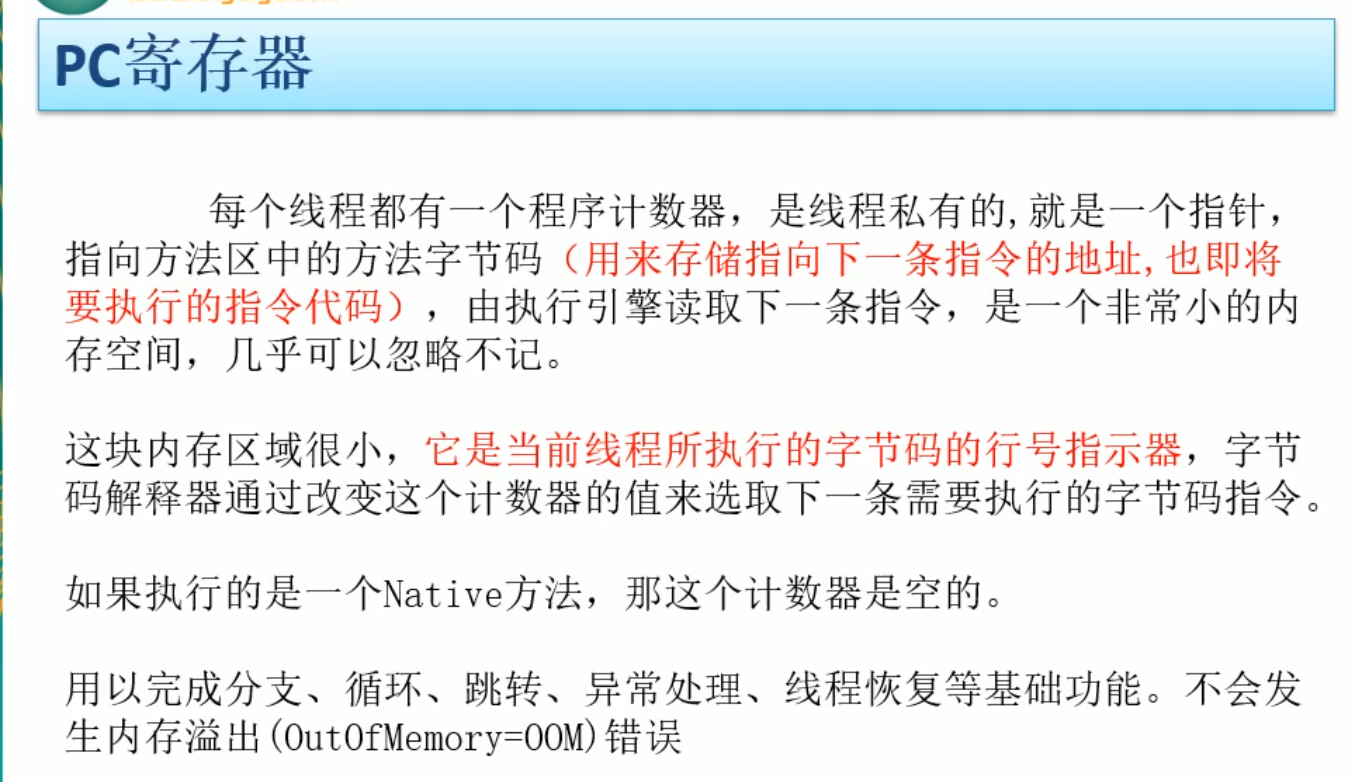 PC寄存器
每个线程都有一个程序计数器，是线程私有的,就是一个指针，
指向方法区中的方法字节码（用来存储指向下一条指令的地址,也即将
要执行的指令代码），由执行引擎读取下一条指令，是一个非常小的内
存空间，几乎可以忽略不记。
这块内存区域很小，它是当前线程所执行的字节码的行号指示器，字节
码解释器通过改变这个计数器的值来选取下一条需要执行的字节码指令。
如果执行的是一个Native方法，那这个计数器是空的。
用以完成分支、循环、跳转、异常处理、线程恢复等基础功能。不会发
生内存溢出(OutOfMemory=OOM)错误